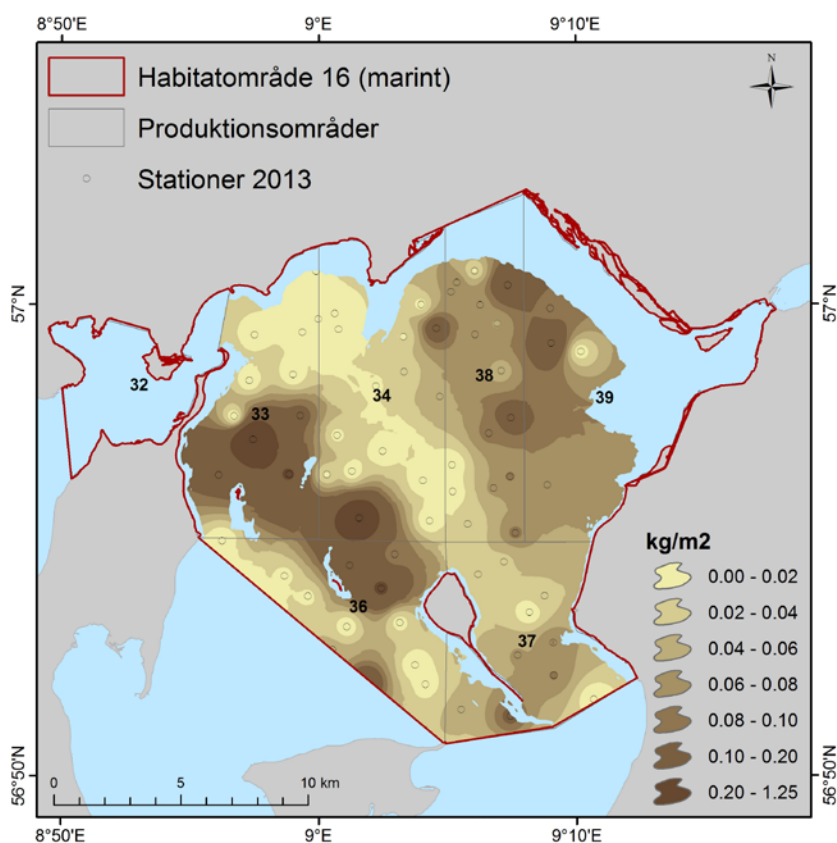 8°50'E 9°E 9°10'E
Habitatområde 16 (marint)
N
Produktionsområder
Stationer 2013
57°N 57°N
32
33
34
38
39
36
37
kg/m2
0.00 - 0.02
0.02 - 0.04
0.04 - 0.06
0.06 - 0.08
0.08 - 0.10
0.10 - 0.20
0.20 - 1.25
0 5 10 km
56°50'N 56°50'N
8°50'E 9°E 9°10'E